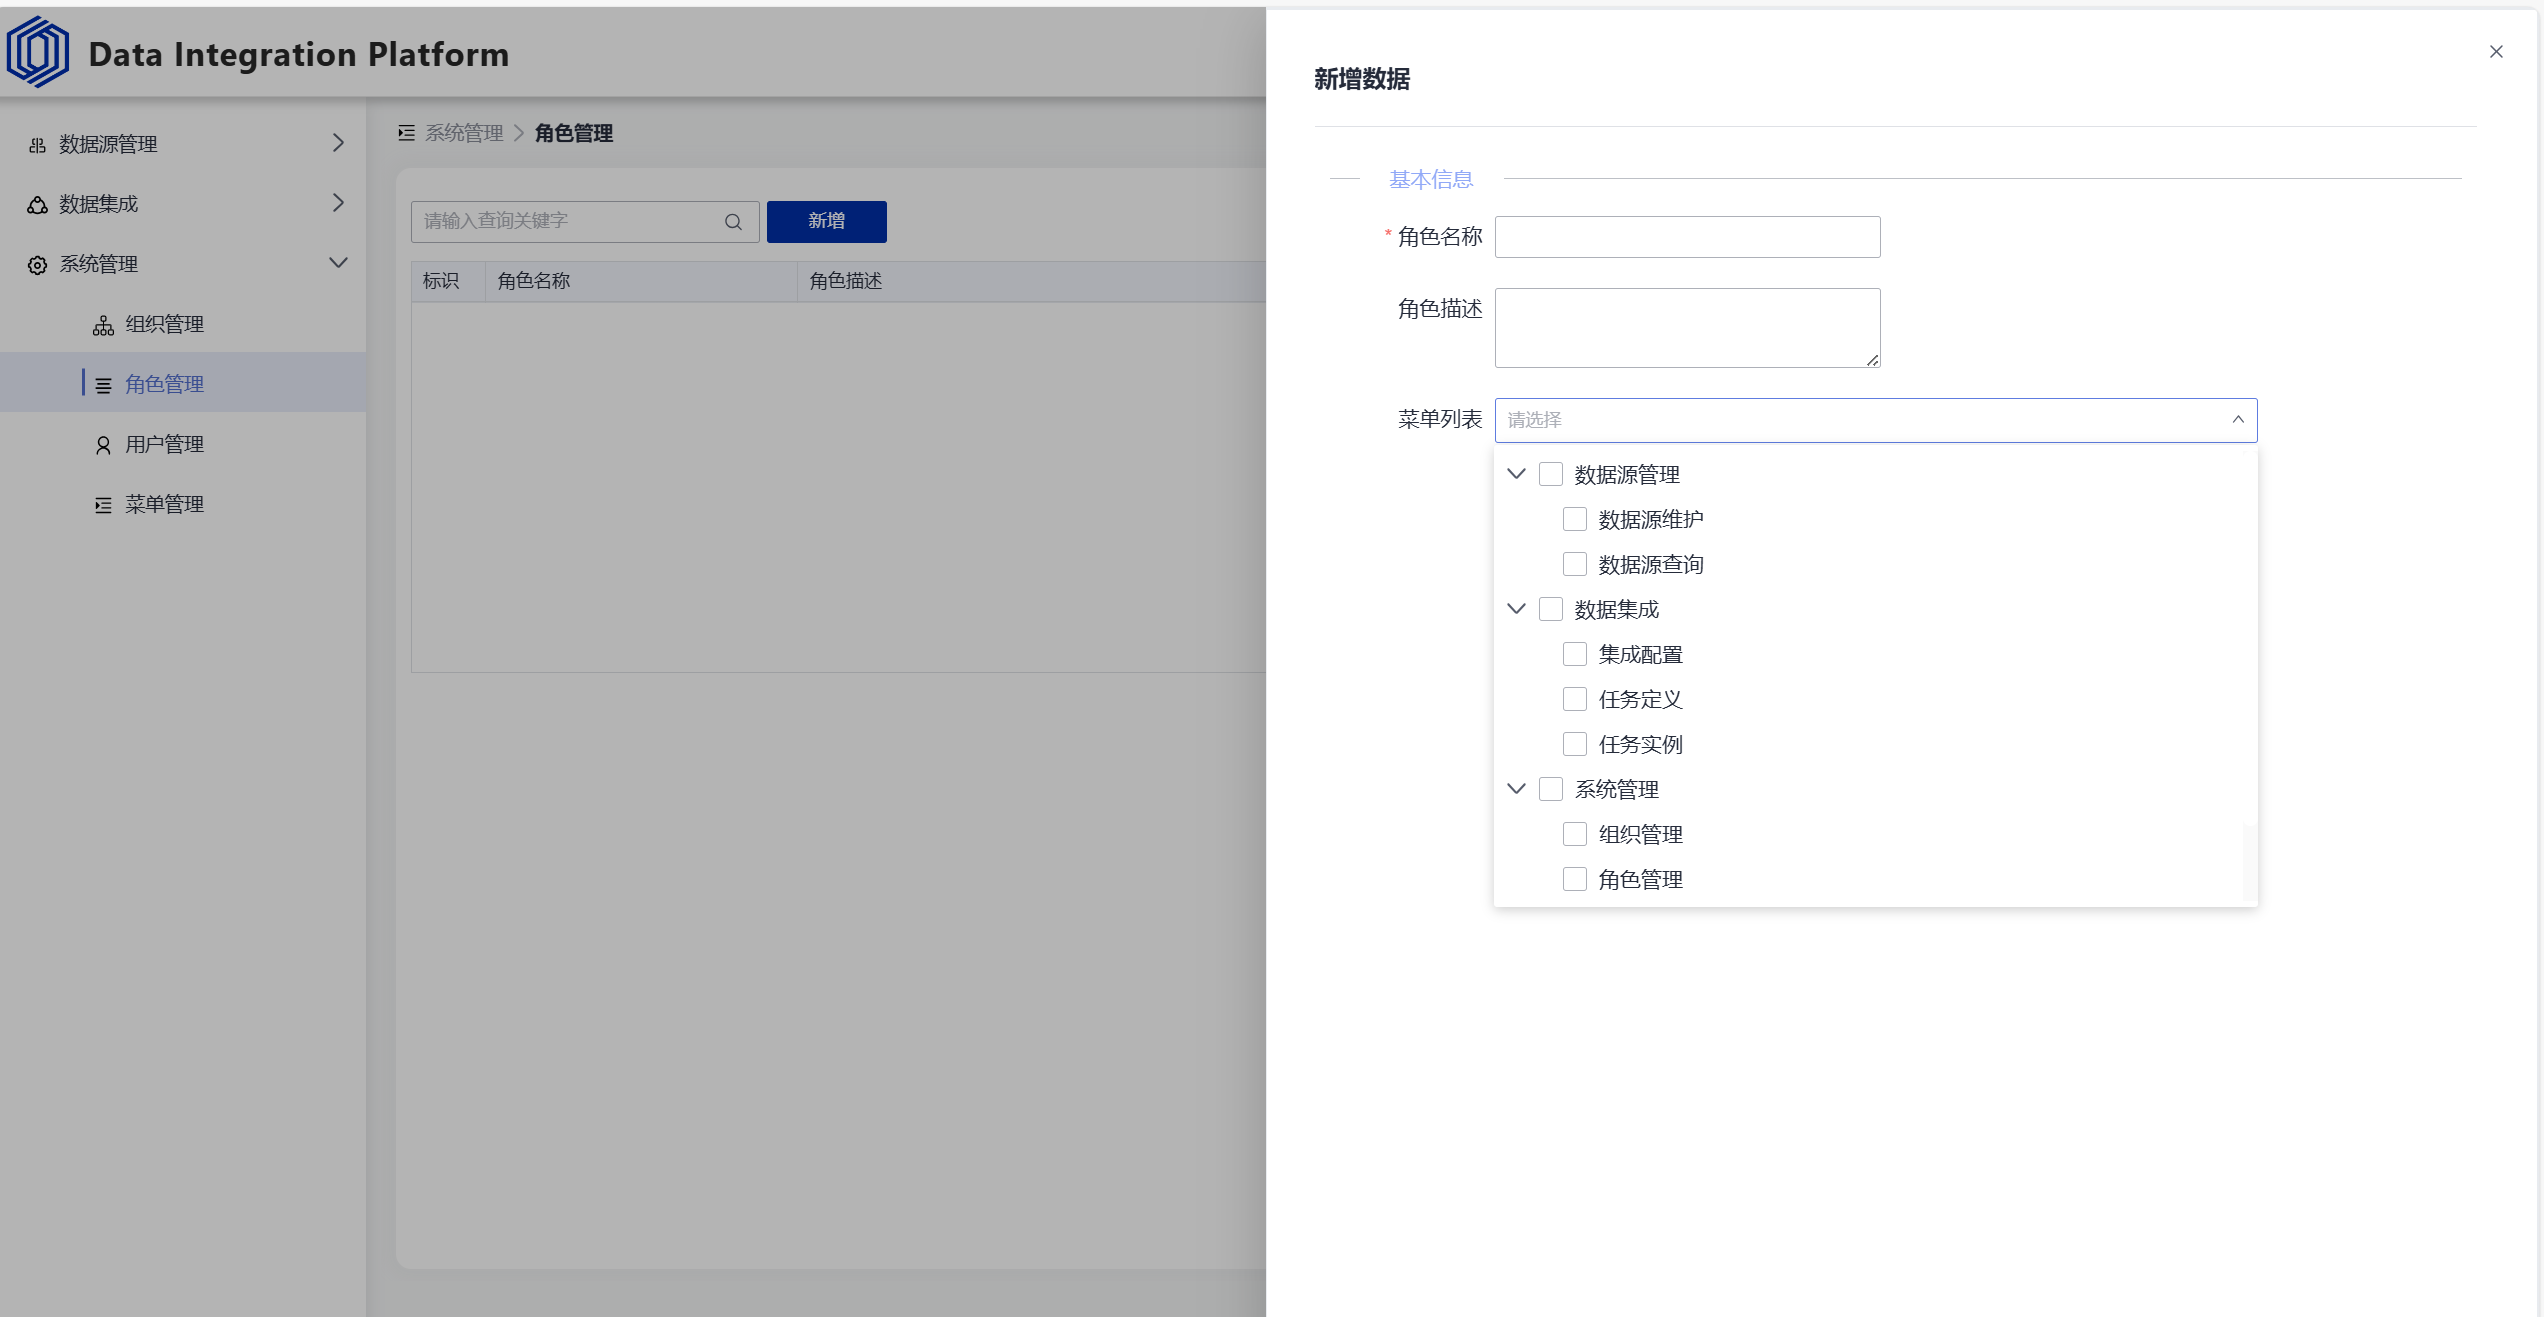 Data Integration Platform
数据源管理
数据集成
系统管理
组织管理
角色管理
用户管理
菜单管理
系统管理 角色管理
请输入查询关键字 新增
标识 角色名称 角色描述
新增数据
基本信息
* 角色名称
角色描述
菜单列表 请选择
数据源管理
数据源维护
数据源查询
数据集成
集成配置
任务定义
任务实例
系统管理
组织管理
角色管理